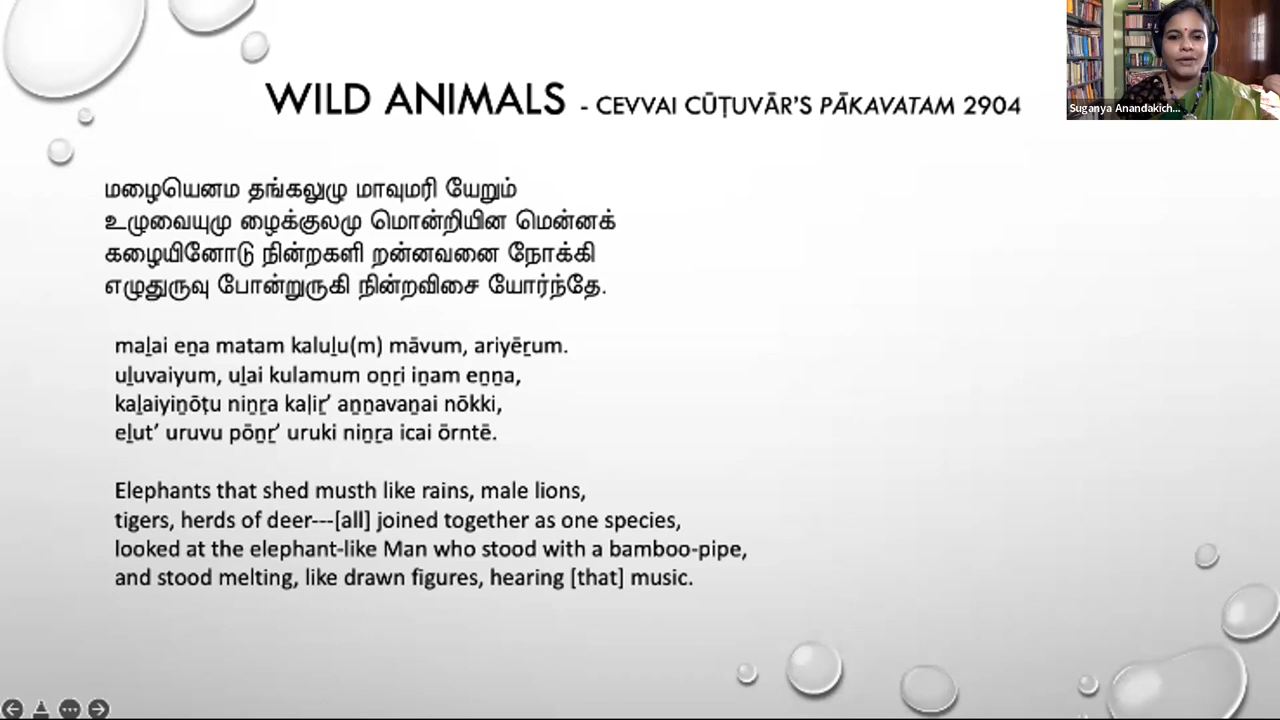 WILD ANIMALS - CEVVAI CŪṬUVĀR'S PĀKAVATAM 2904
Suganya Anandakich...
மழையெனம தங்கலுழு மாவுமரி யேறும்
உழுவையுமு ழைக்குலமு மொன்றியின மென்னக்
கழையினோடு நின்றகளி றன்னவனை நோக்கி
எழுதுருவு போன்றுருகி நின்றவிசை யோர்ந்தே.
maḻai eṉa matam kaluḻu(m) māvum, ariyēṟum.
uḻuvaiyum, uḻai kulamum oṉṟi iṉam eṉṉa,
kaḻaiyiṉōṭu niṉṟa kaḷiṟ' aṉṉavaṉai nōkki,
eḻut' uruvu pōṉṟ' uruki niṉṟa icai ōrntē.
Elephants that shed musth like rains, male lions,
tigers, herds of deer---[all] joined together as one species,
looked at the elephant-like Man who stood with a bamboo-pipe,
and stood melting, like drawn figures, hearing [that] music.